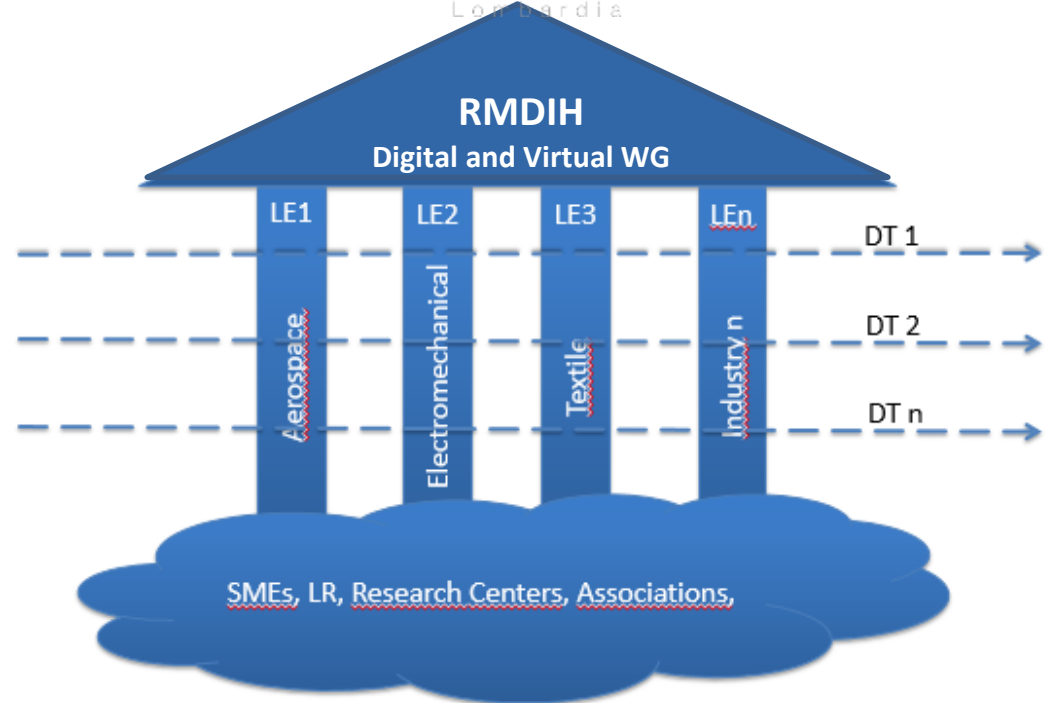 Lombardia
RMDIH
Digital and Virtual WG
LE1
LE2
LE3
LEn
DT 1
DT 2
DT n
Aerospace
Electromechanical
Textile
Industry n
SMEs, LR, Research Centers, Associations,